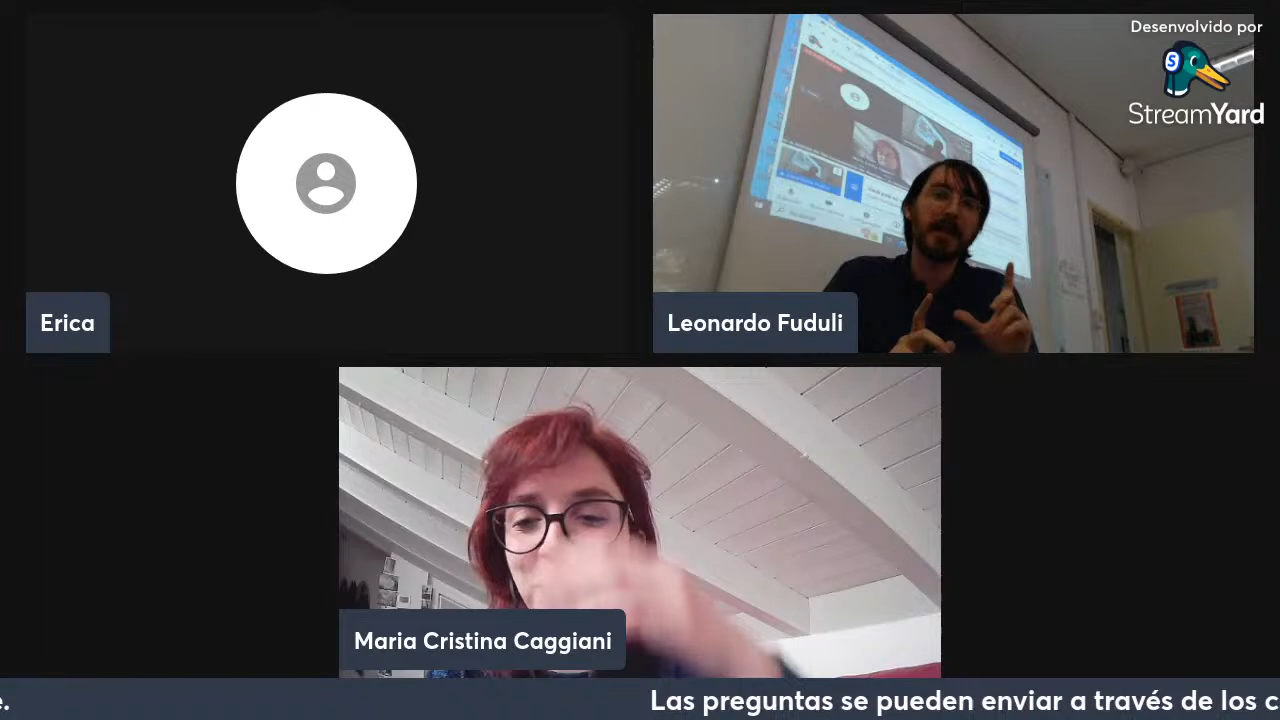 Desenvolvido por
StreamYard
Erica
Leonardo Fuduli
Maria Cristina Caggiani
e.
Las preguntas se pueden enviar a través de los c